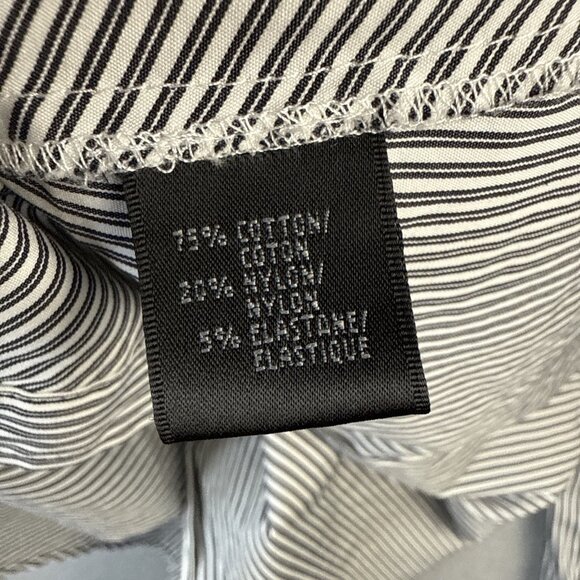 75% COTTON/
COTON
20% NYLON/
NYLON
5% ELASTANE/
ELASTIQUE